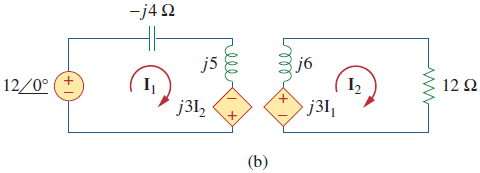 −j4 Ω
j5
j6
12/0°
+
−
I1
j3I2
−
+
+
−
j3I1
I2
12 Ω
(b)